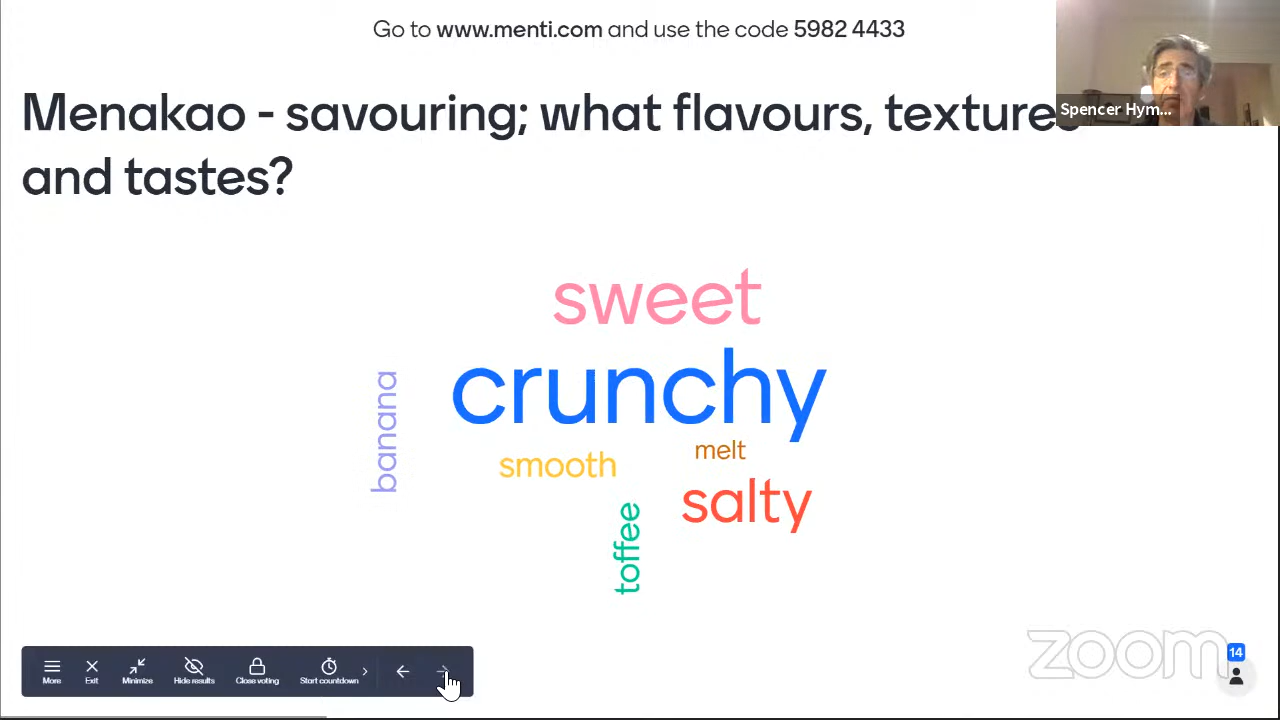 Go to www.menti.com and use the code 5982 4433
Spencer Hym...
Menakao - savouring; what flavours, textures
and tastes?
sweet
crunchy
banana
melt
smooth
salty
toffee
More
Exit
Minimize
Hide results
Close voting
Start countdown
zoom
14